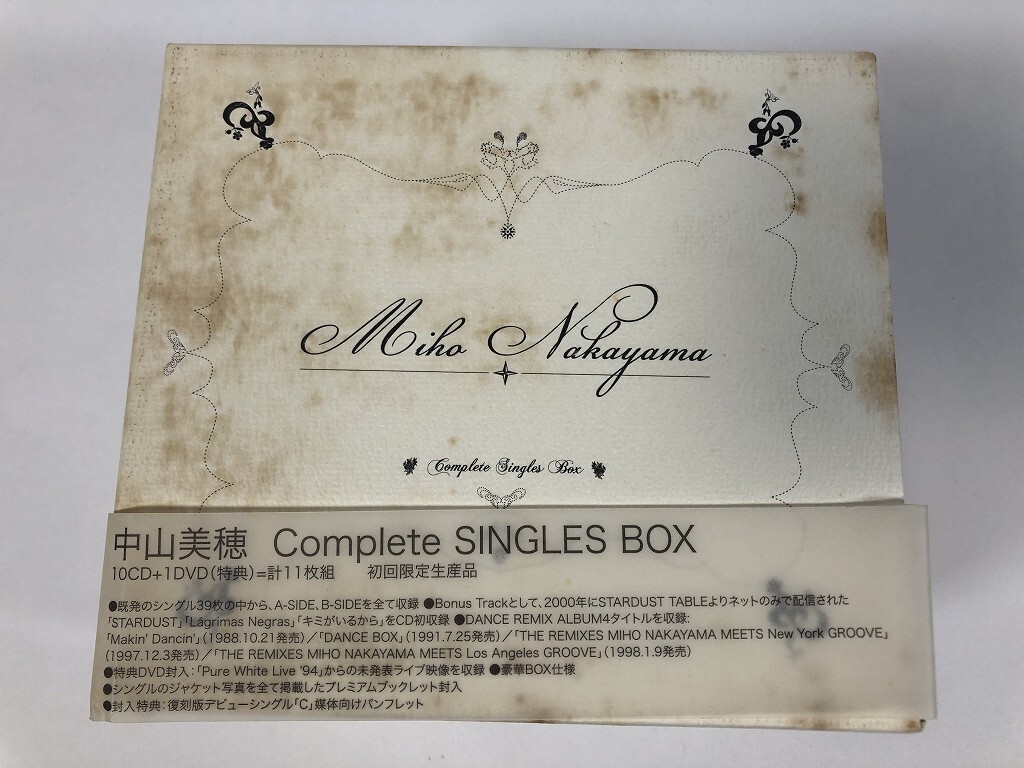 Miho Nakayama
Complete Singles Box
中山美穂 Complete SINGLES BOX
10CD+1DVD(特典)=計11枚組 初回限定生産品
●既発のシングル39枚の中から、A-SIDE、B-SIDEを全て収録 ●Bonus Trackとして、2000年にSTARDUST TABLEよりネットのみで配信された
「STARDUST」「Lágrimas Negras」「キミがいるから」をCD初収録 ●DANCE REMIX ALBUM4タイトルを収録:
「Makin' Dancin'」(1988.10.21発売)/「DANCE BOX」(1991.7.25発売)/「THE REMIXES MIHO NAKAYAMA MEETS New York GROOVE」
(1997.12.3発売)/「THE REMIXES MIHO NAKAYAMA MEETS Los Angeles GROOVE」(1998.1.9発売)
●特典DVD封入:「Pure White Live '94」からの未発表ライブ映像を収録 ●豪華BOX仕様
●シングルのジャケット写真を全て掲載したプレミアムブックレット封入
●封入特典:復刻版デビューシングル「C」媒体向けパンフレット